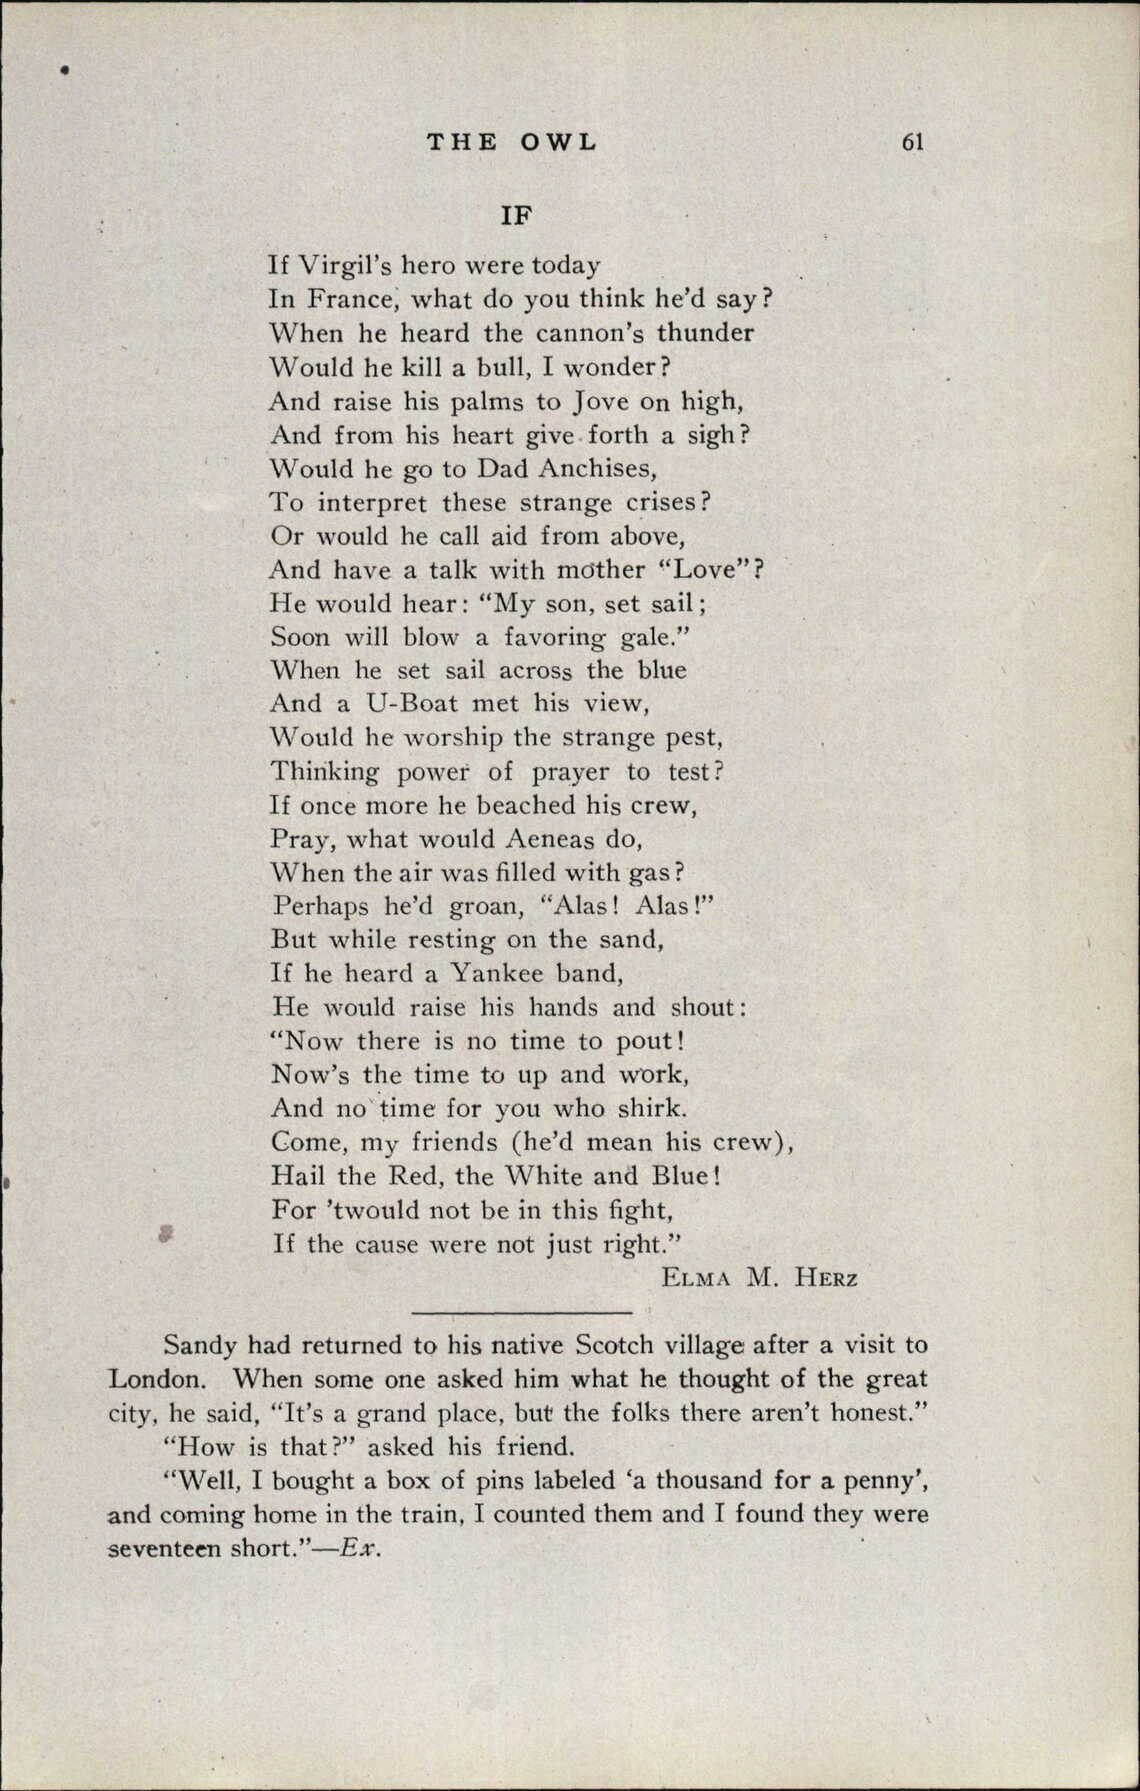 THE OWL 61
IF
If Virgil's hero were today
In France, what do you think he'd say?
When he heard the cannon's thunder
Would he kill a bull, I wonder?
And raise his palms to Jove on high,
And from his heart give forth a sigh?
Would he go to Dad Anchises,
To interpret these strange crises?
Or would he call aid from above,
And have a talk with mother “Love”?
He would hear: “My son, set sail;
Soon will blow a favoring gale.”
When he set sail across the blue
And a U-Boat met his view,
Would he worship the strange pest,
Thinking power of prayer to test?
If once more he beached his crew,
Pray, what would Aeneas do,
When the air was filled with gas?
Perhaps he'd groan, “Alas! Alas!”
But while resting on the sand,
If he heard a Yankee band,
He would raise his hands and shout:
“Now there is no time to pout!
Now's the time to up and work,
And no time for you who shirk.
Come, my friends (he'd mean his crew),
Hail the Red, the White and Blue!
For 'twould not be in this fight,
If the cause were not just right.”
ELMA M. HERZ
Sandy had returned to his native Scotch village after a visit to
London. When some one asked him what he thought of the great
city, he said, “It's a grand place, but the folks there aren't honest.”
“How is that?” asked his friend.
“Well, I bought a box of pins labeled ‘a thousand for a penny’,
and coming home in the train, I counted them and I found they were
seventeen short.”—Ex.